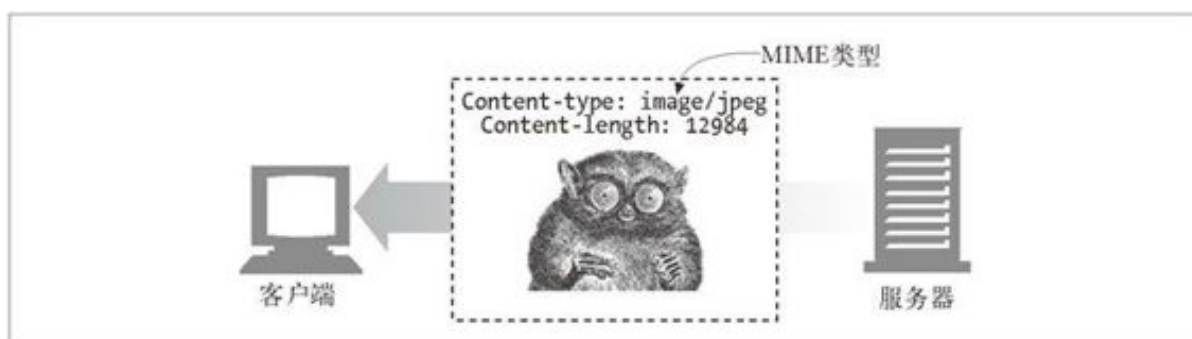 MIME类型
Content-type: image/jpeg
Content-length: 12984
客户端
服务器